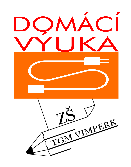 DOMÁCÍ
VÝUKA
ZŠ
TGM VIMPERK